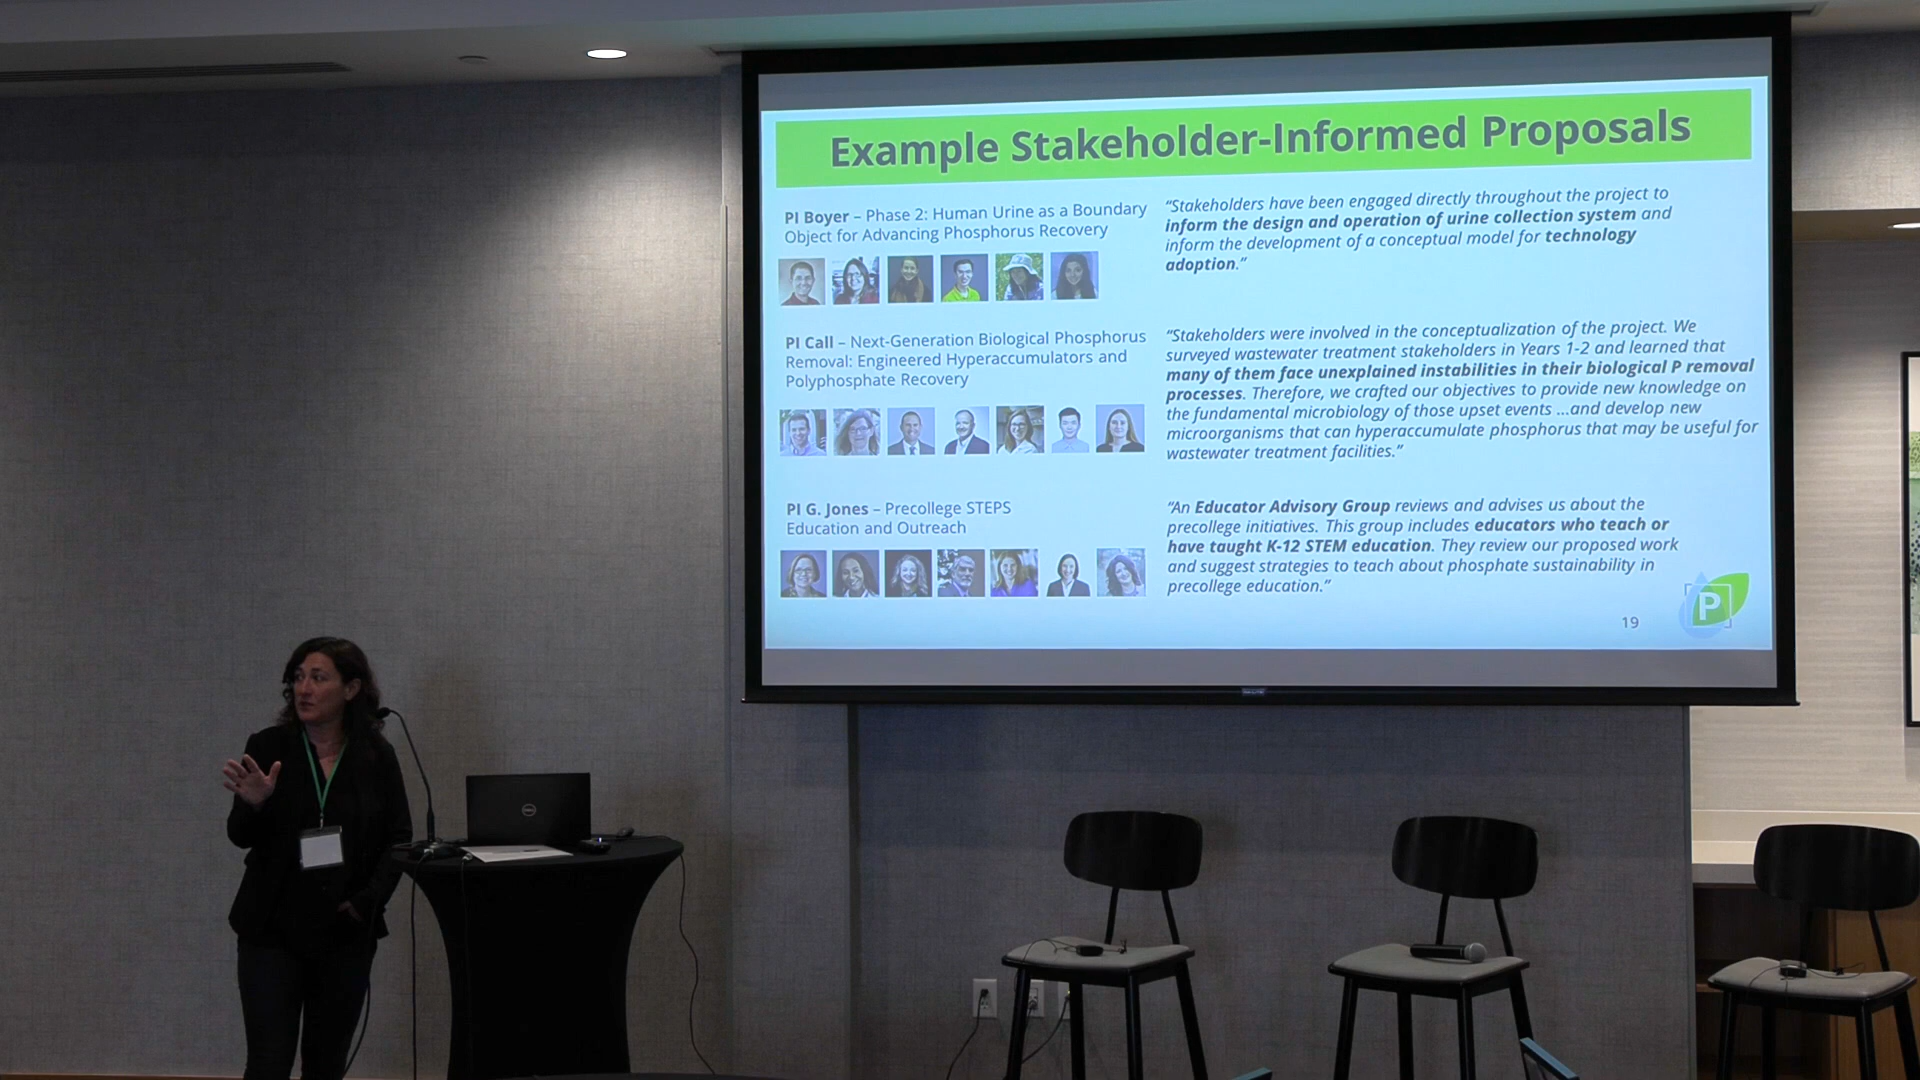 Example Stakeholder-Informed Proposals
PI Boyer – Phase 2: Human Urine as a Boundary
Object for Advancing Phosphorus Recovery
“Stakeholders have been engaged directly throughout the project to
inform the design and operation of urine collection system and
inform the development of a conceptual model for technology
adoption.”
PI Call – Next-Generation Biological Phosphorus
Removal: Engineered Hyperaccumulators and
Polyphosphate Recovery
“Stakeholders were involved in the conceptualization of the project. We
surveyed wastewater treatment stakeholders in Years 1-2 and learned that
many of them face unexplained instabilities in their biological P removal
processes. Therefore, we crafted our objectives to provide new knowledge on
the fundamental microbiology of those upset events ...and develop new
microorganisms that can hyperaccumulate phosphorus that may be useful for
wastewater treatment facilities.”
PI G. Jones – Precollege STEPS
Education and Outreach
“An Educator Advisory Group reviews and advises us about the
precollege initiatives. This group includes educators who teach or
have taught K-12 STEM education. They review our proposed work
and suggest strategies to teach about phosphate sustainability in
precollege education.”
19
P
DELL